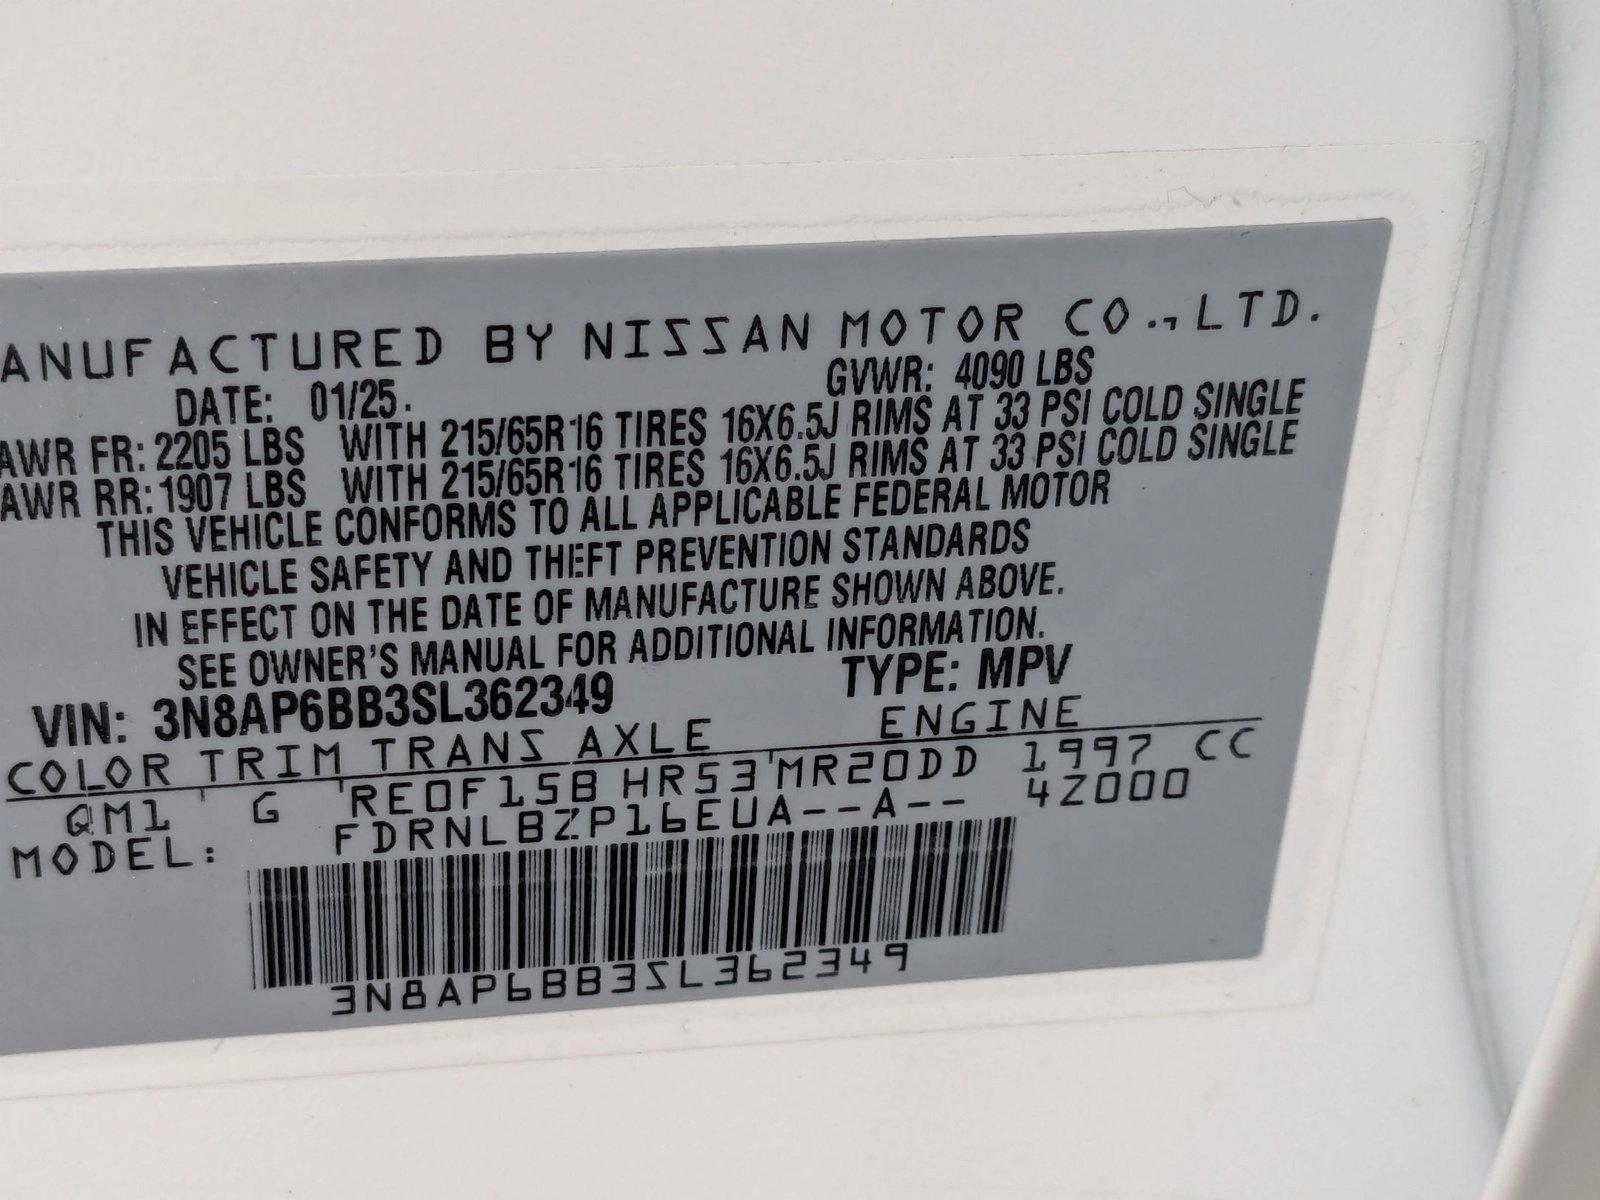 ANUFACTURED BY NISSAN MOTOR CO.,LTD.
DATE: 01/25. GVWR: 4090 LBS
AWR FR: 2205 LBS WITH 215/65R16 TIRES 16X6.5J RIMS AT 33 PSI COLD SINGLE
AWR RR: 1907 LBS WITH 215/65R16 TIRES 16X6.5J RIMS AT 33 PSI COLD SINGLE
THIS VEHICLE CONFORMS TO ALL APPLICABLE FEDERAL MOTOR
VEHICLE SAFETY AND THEFT PREVENTION STANDARDS
IN EFFECT ON THE DATE OF MANUFACTURE SHOWN ABOVE.
SEE OWNER'S MANUAL FOR ADDITIONAL INFORMATION.
VIN: 3N8AP6BB3SL362349 TYPE: MPV
COLOR TRIM TRANS AXLE ENGINE
QM1 G RE0F15B HR53 MR20DD 1997 CC
MODEL: FDRNLBZP16EUA--A-- 4Z000
3N8AP6BB3SL362349